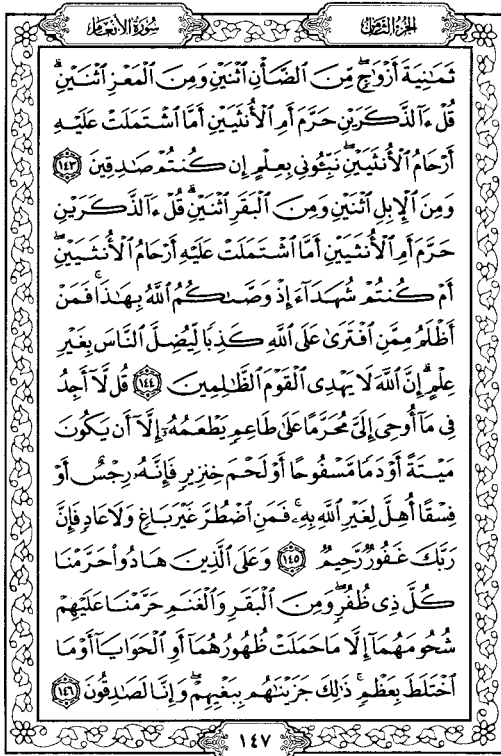 الجزء الثامن
سورة الأنعام
ثَمَٰنِيَةَ أَزْوَٰجٍۖ مِّنَ ٱلضَّأْنِ ٱثْنَيْنِ وَمِنَ ٱلْمَعْزِ ٱثْنَيْنِۗ
قُلْ ءَآلذَّكَرَيْنِ حَرَّمَ أَمِ ٱلْأُنثَيَيْنِ أَمَّا ٱشْتَمَلَتْ عَلَيْهِ
أَرْحَامُ ٱلْأُنثَيَيْنِۖ نَبِّـُٔونِى بِعِلْمٍ إِن كُنتُمْ صَٰدِقِينَ ١٤٣
وَمِنَ ٱلْإِبِلِ ٱثْنَيْنِ وَمِنَ ٱلْبَقَرِ ٱثْنَيْنِۗ قُلْ ءَآلذَّكَرَيْنِ
حَرَّمَ أَمِ ٱلْأُنثَيَيْنِ أَمَّا ٱشْتَمَلَتْ عَلَيْهِ أَرْحَامُ ٱلْأُنثَيَيْنِۖ
أَمْ كُنتُمْ شُهَدَآءَ إِذْ وَصَّىٰكُمُ ٱللَّهُ بِهَٰذَاۚ فَمَنْ
أَظْلَمُ مِمَّنِ ٱفْتَرَىٰ عَلَى ٱللَّهِ كَذِبًا لِّيُضِلَّ ٱلنَّاسَ بِغَيْرِ
عِلْمٍۗ إِنَّ ٱللَّهَ لَا يَهْدِى ٱلْقَوْمَ ٱلظَّٰلِمِينَ ١٤٤ قُل لَّآ أَجِدُ
فِى مَآ أُوحِىَ إِلَىَّ مُحَرَّمًا عَلَىٰ طَاعِمٍ يَطْعَمُهُۥٓ إِلَّآ أَن يَكُونَ
مَيْتَةً أَوْ دَمًا مَّسْفُوحًا أَوْ لَحْمَ خِنزِيرٍ فَإِنَّهُۥ رِجْسٌ أَوْ
فِسْقًا أُهِلَّ لِغَيْرِ ٱللَّهِ بِهِۦۚ فَمَنِ ٱضْطُرَّ غَيْرَ بَاغٍ وَلَا عَادٍ فَإِنَّ
رَبَّكَ غَفُورٌ رَّحِيمٌ ١٤٥ وَعَلَى ٱلَّذِينَ هَادُوا۟ حَرَّمْنَا
كُلَّ ذِى ظُفُرٍۖ وَمِنَ ٱلْبَقَرِ وَٱلْغَنَمِ حَرَّمْنَا عَلَيْهِمْ
شُحُومَهُمَآ إِلَّا مَا حَمَلَتْ ظُهُورُهُمَآ أَوِ ٱلْحَوَايَآ أَوْ مَا
ٱخْتَلَطَ بِعَظْمٍۚ ذَٰلِكَ جَزَيْنَٰهُم بِبَغْيِهِمْۖ وَإِنَّا لَصَٰدِقُونَ ١٤٦
١٤٧